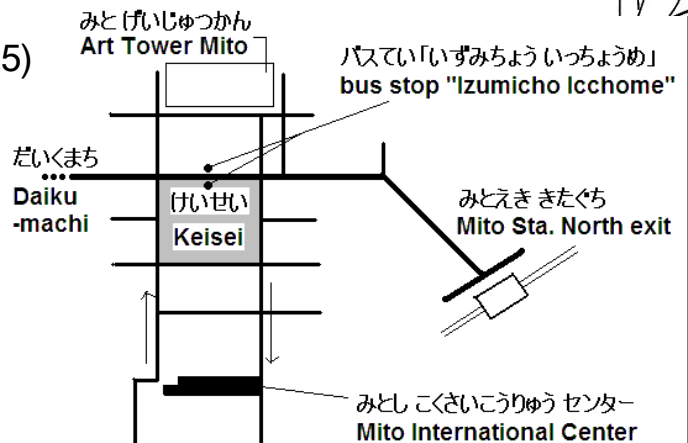 みと げいじゅつかん
Art Tower Mito
5)
バスてい「いずみちょう いっちょうめ」
bus stop "Izumicho Icchome"
だいくまち
Daiku
-machi
けいせい
Keisei
みとえき きたぐち
Mito Sta. North exit
みとし こくさいこうりゅう センター
Mito International Center